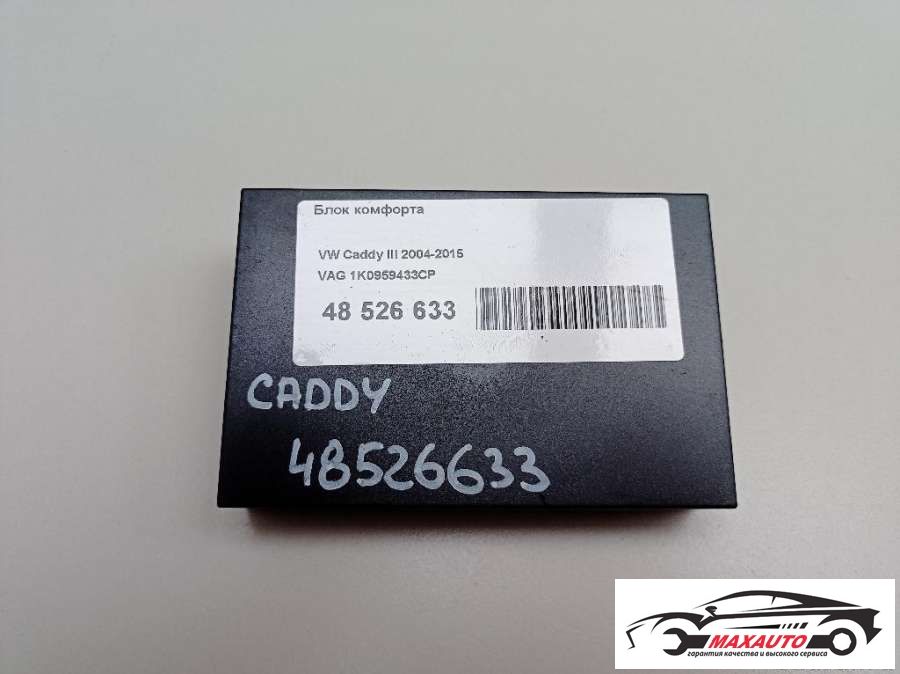 Блок комфорта
VW Caddy III 2004-2015
VAG 1K0959433CP
48 526 633
CADDY
48526633
MAXAUTO
гарантия качества и высокого сервиса